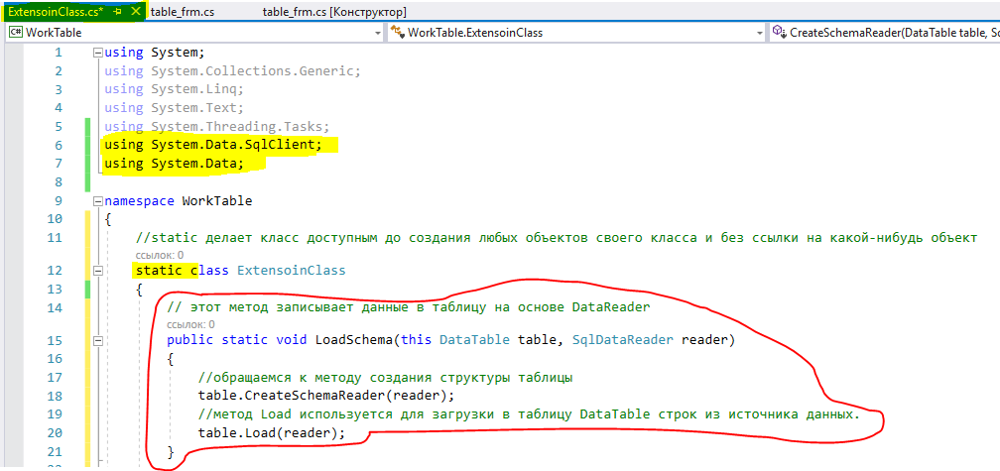 ExtensoinClass.cs*
table_frm.cs
table_frm.cs [Конструктор]
C# WorkTable
WorkTable.ExtensoinClass
CreateSchemaReader(DataTable table, Sc
1 using System;
2 using System.Collections.Generic;
3 using System.Linq;
4 using System.Text;
5 using System.Threading.Tasks;
6 using System.Data.SqlClient;
7 using System.Data;
8
9 namespace WorkTable
10 {
11 //static делает класс доступным до создания любых объектов своего класса и без ссылки на какой-нибудь объект
ссылок: 0
12 static class ExtensoinClass
13 {
14 // этот метод записывает данные в таблицу на основе DataReader
ссылок: 0
15 public static void LoadSchema(this DataTable table, SqlDataReader reader)
16 {
17 //обращаемся к методу создания структуры таблицы
18 table.CreateSchemaReader(reader);
19 //метод Load используется для загрузки в таблицу DataTable строк из источника данных.
20 table.Load(reader);
21 }